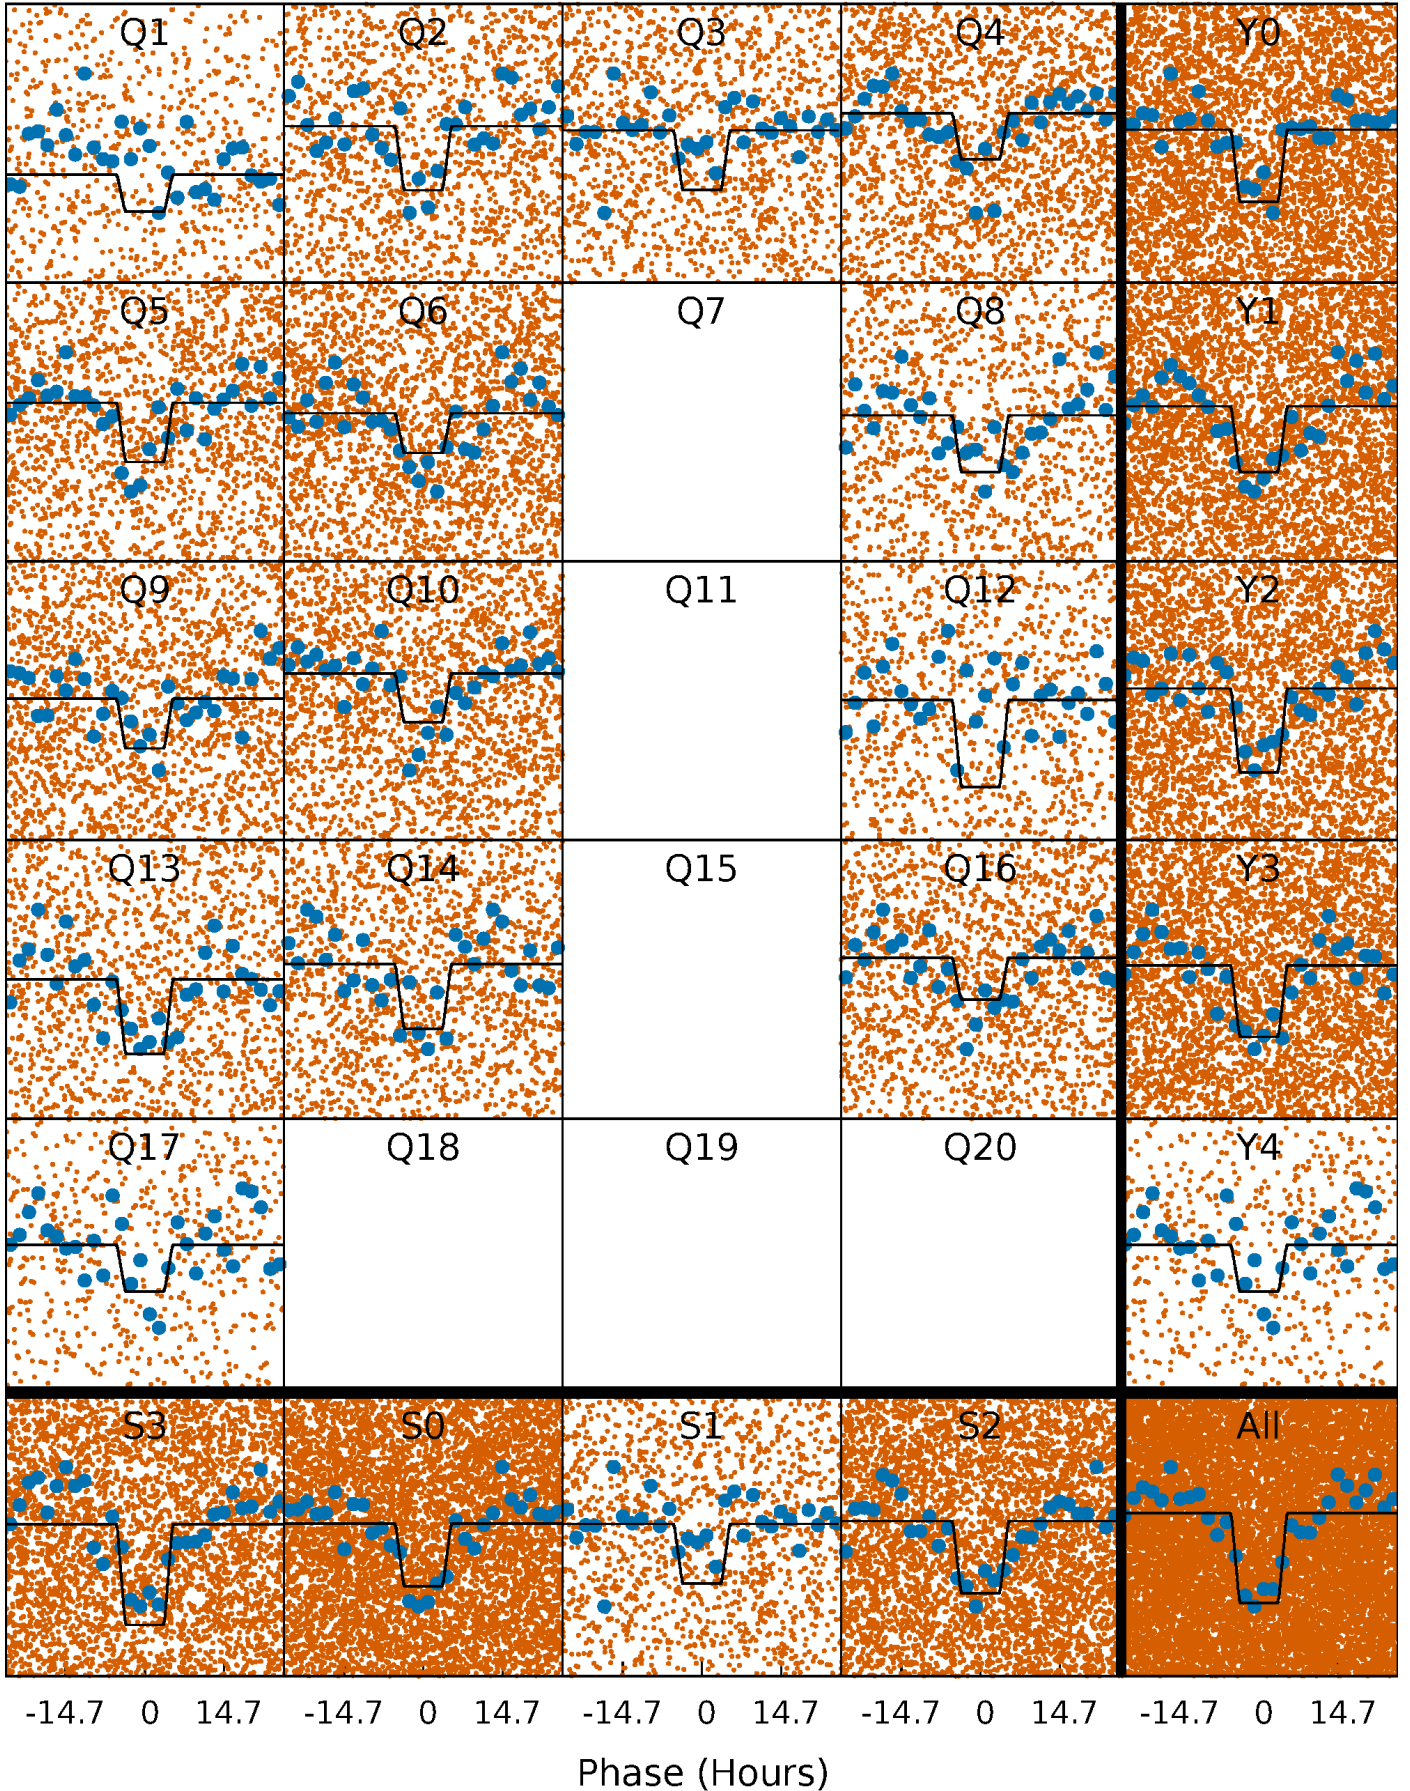 Q1 Q2 Q3 Q4 Y0
Q5 Q6 Q7 Q8 Y1
Q9 Q10 Q11 Q12 Y2
Q13 Q14 Q15 Q16 Y3
Q17 Q18 Q19 Q20 Y4
S3 S0 S1 S2 All
-14.7 0 14.7 -14.7 0 14.7 -14.7 0 14.7 -14.7 0 14.7 -14.7 0 14.7
Phase (Hours)